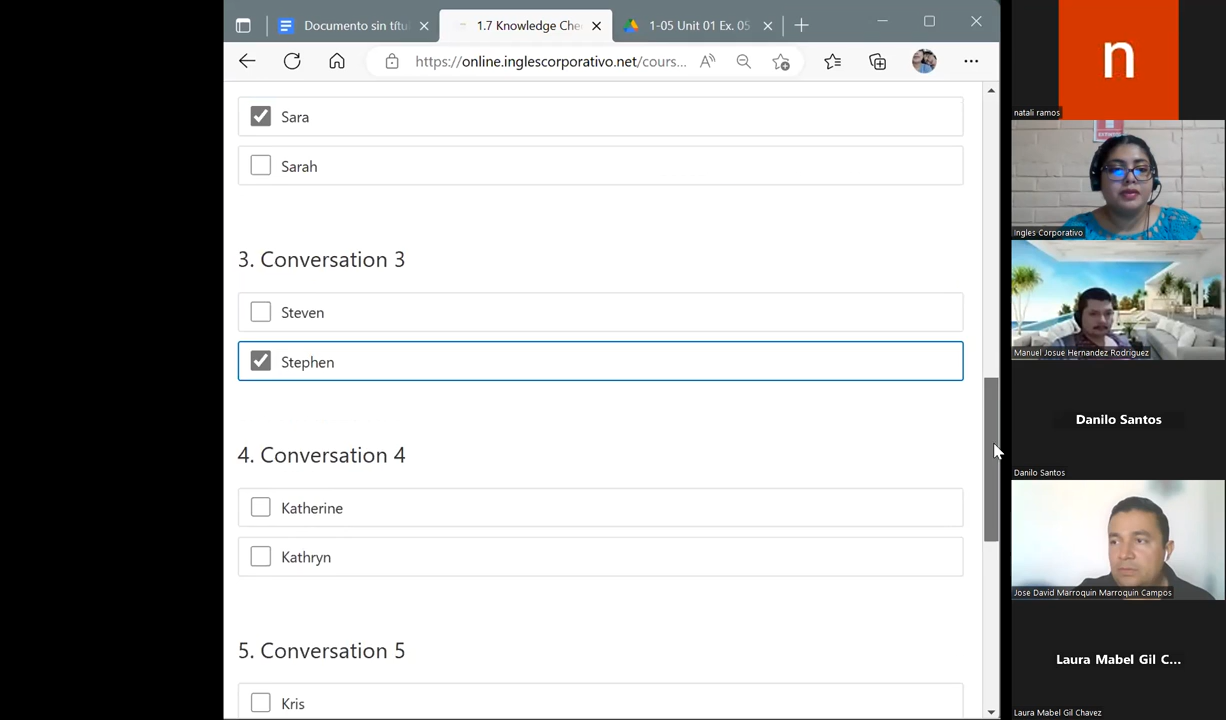 Documento sin títu
1.7 Knowledge Che
1-05 Unit 01 Ex. 05
https://online.inglescorporativo.net/cours...
Sara
Sarah
3. Conversation 3
Steven
Stephen
4. Conversation 4
Katherine
Kathryn
5. Conversation 5
Kris
n
natali ramos
Ingles Corporativo
Manuel Josue Hernandez Rodriguez
Danilo Santos
Danilo Santos
Jose David Marroquin Marroquin Campos
Laura Mabel Gil C...
Laura Mabel Gil Chavez